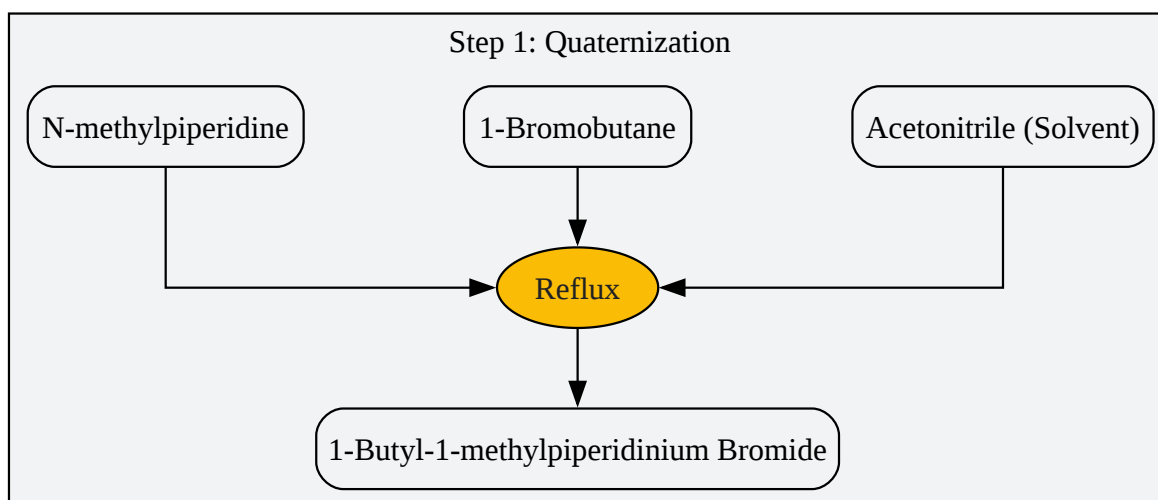 Step 1: Quaternization
N-methylpiperidine
1-Bromobutane
Acetonitrile (Solvent)
Reflux
1-Butyl-1-methylpiperidinium Bromide